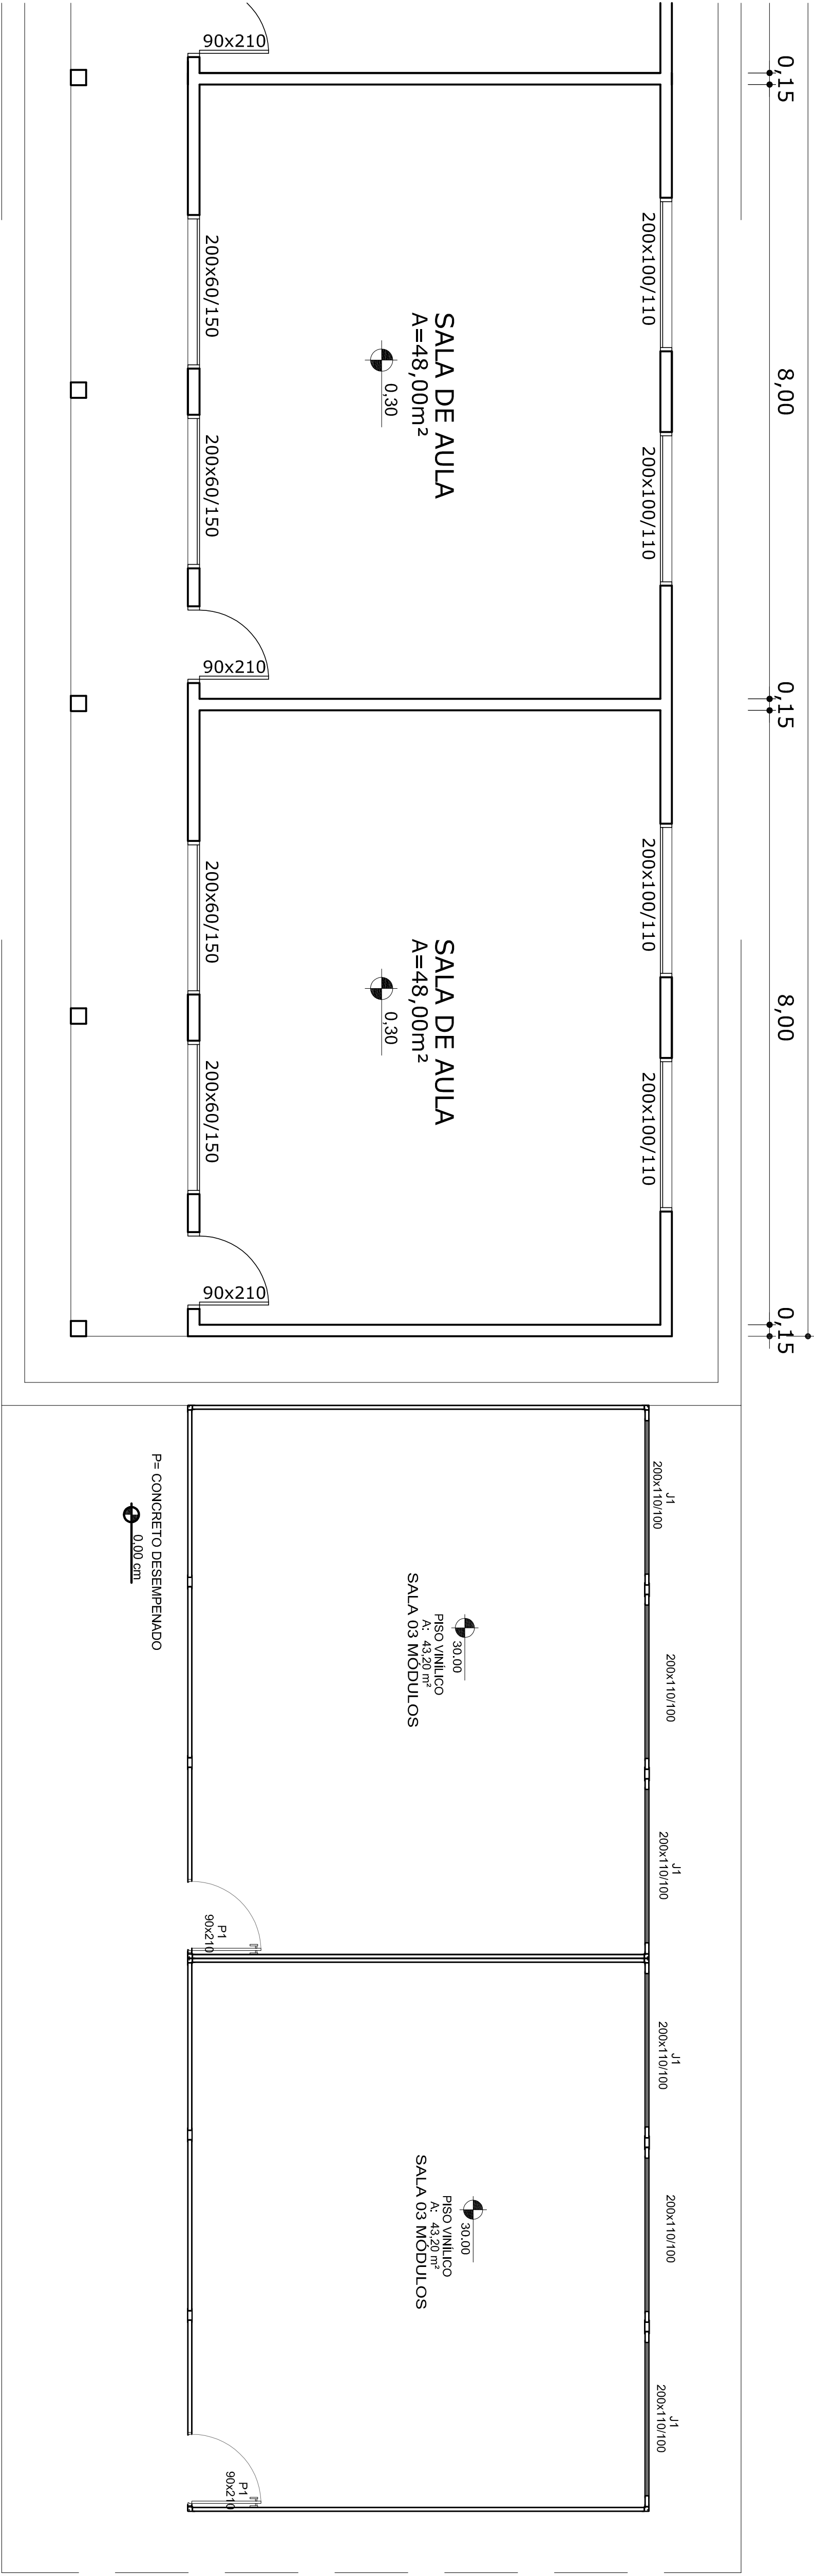 0,15
8,00
0,15
8,00
0,15
90x210
200x100/110
200x60/150
SALA DE AULA
A=48,00m²
0,30
200x100/110
200x60/150
90x210
200x100/110
200x60/150
SALA DE AULA
A=48,00m²
0,30
200x100/110
200x60/150
90x210
J1
200x110/100
P= CONCRETO DESEMPENADO
0,00 cm
30.00
PISO VINÍLICO
A: 43,20 m²
SALA 03 MÓDULOS
200x110/100
J1
200x110/100
P1
90x210
J1
200x110/100
30.00
PISO VINÍLICO
A: 43,20 m²
SALA 03 MÓDULOS
200x110/100
J1
200x110/100
P1
90x210